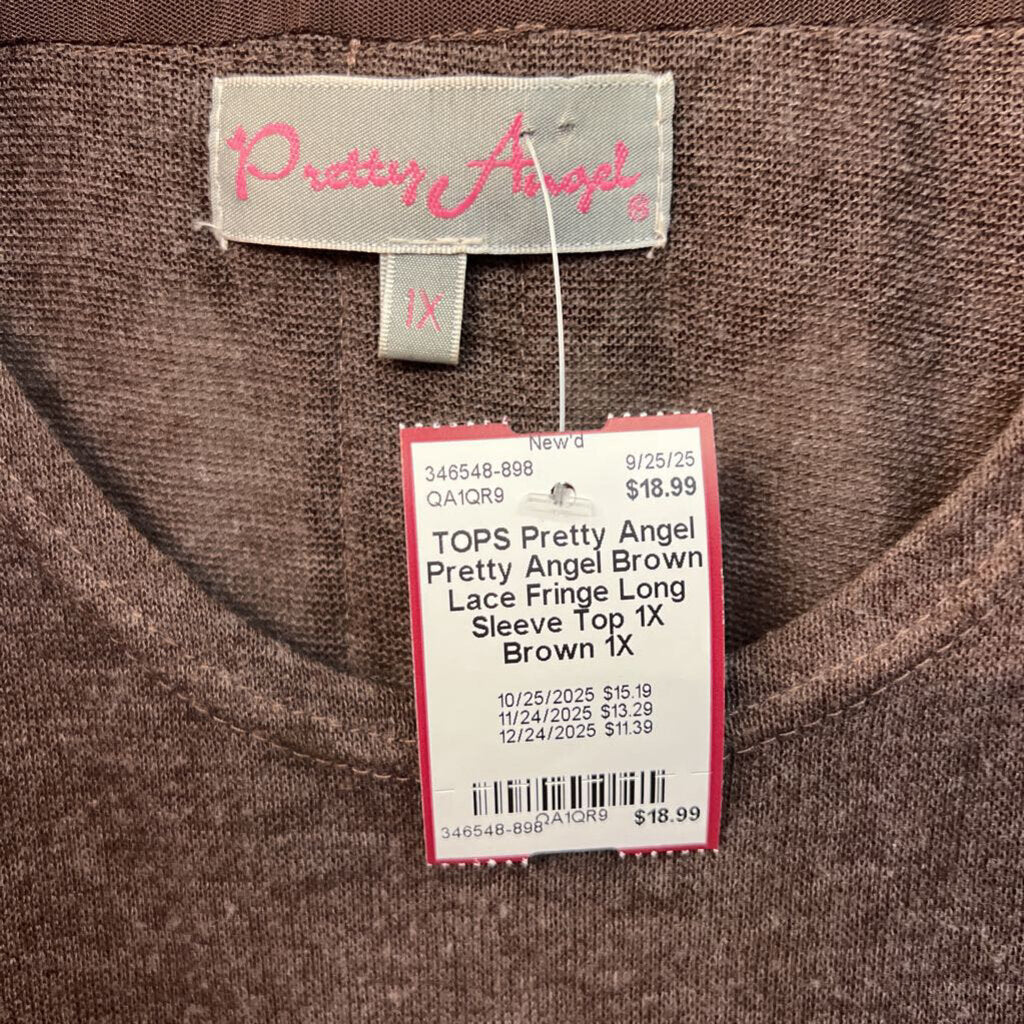 Pretty Angel®
1X
New'd
346548-898 9/25/25
QA1QR9 $18.99
TOPS Pretty Angel
Pretty Angel Brown
Lace Fringe Long
Sleeve Top 1X
Brown 1X
10/25/2025 $15.19
11/24/2025 $13.29
12/24/2025 $11.39
346548-898 QA1QR9 $18.99